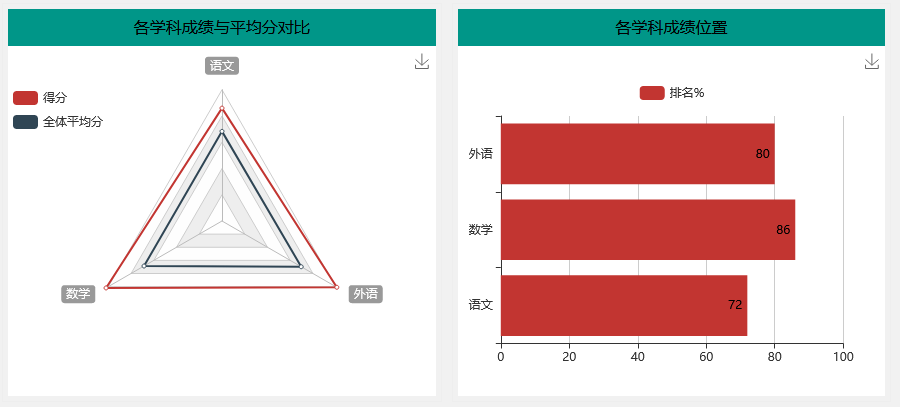 各学科成绩与平均分对比
语文
得分
全体平均分
数学
外语
各学科成绩位置
排名%
外语
80
数学
86
语文
72
0 20 40 60 80 100